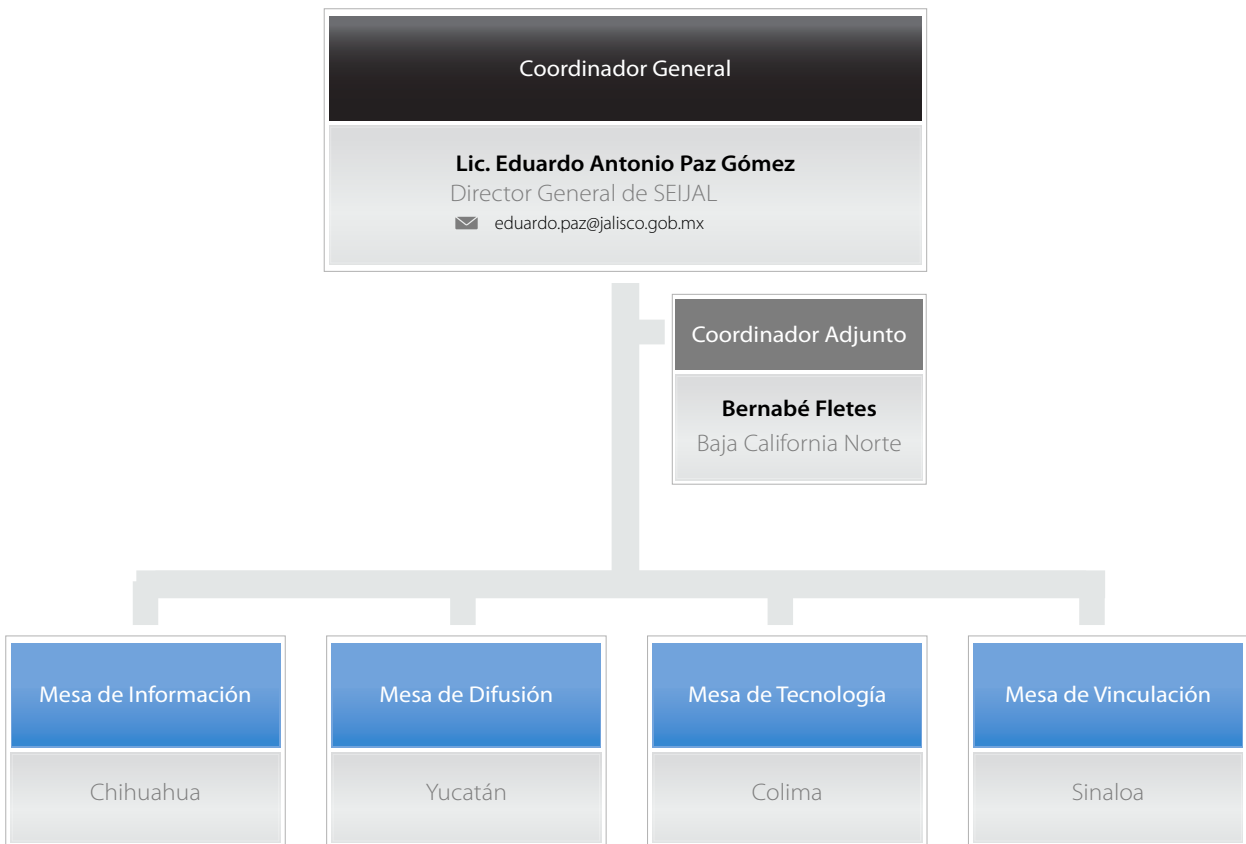 Coordinador General
Lic. Eduardo Antonio Paz Gómez
Director General de SEIJAL
eduardo.paz@jalisco.gob.mx
Coordinador Adjunto
Bernabé Fletes
Baja California Norte
Mesa de Información
Chihuahua
Mesa de Difusión
Yucatán
Mesa de Tecnología
Colima
Mesa de Vinculación
Sinaloa